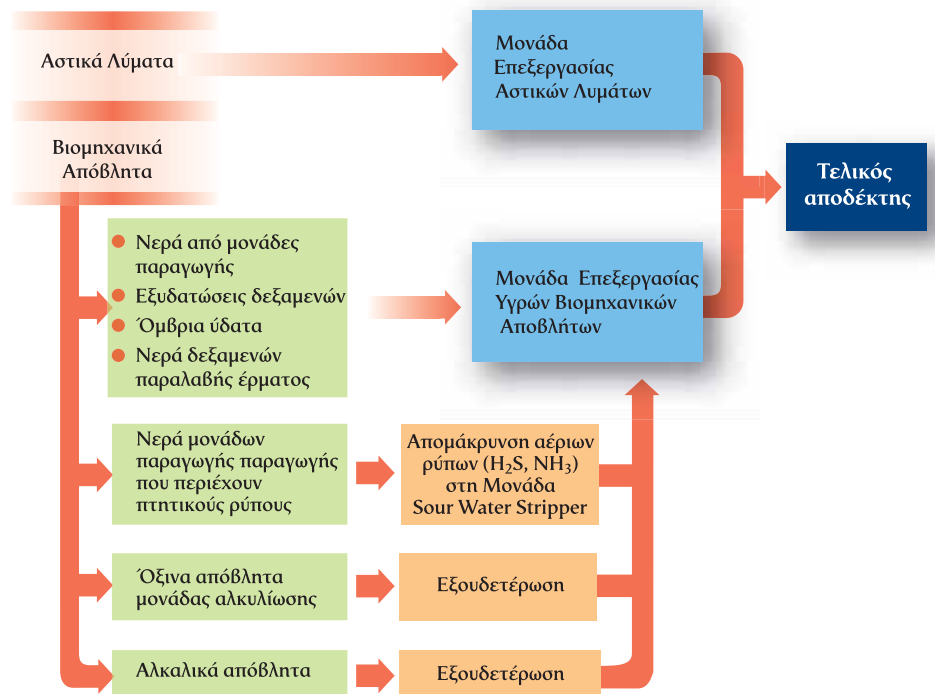 Αστικά Λύματα
Μονάδα
Επεξεργασίας
Αστικών Λυμάτων
Βιομηχανικά
Απόβλητα
Τελικός
αποδέκτης
Νερά από μονάδες
παραγωγής
Εξυδατώσεις δεξαμενών
Όμβρια ύδατα
Νερά δεξαμενών
παραλαβής έρματος
Μονάδα Επεξεργασίας
Υγρών Βιομηχανικών
Αποβλήτων
Νερά μονάδων
παραγωγής παραγωγής
που περιέχουν
πτητικούς ρύπους
Απομάκρυνση αέριων
ρύπων (H₂S, NH₃)
στη Μονάδα
Sour Water Stripper
Όξινα απόβλητα
μονάδας αλκυλίωσης
Εξουδετέρωση
Αλκαλικά απόβλητα
Εξουδετέρωση